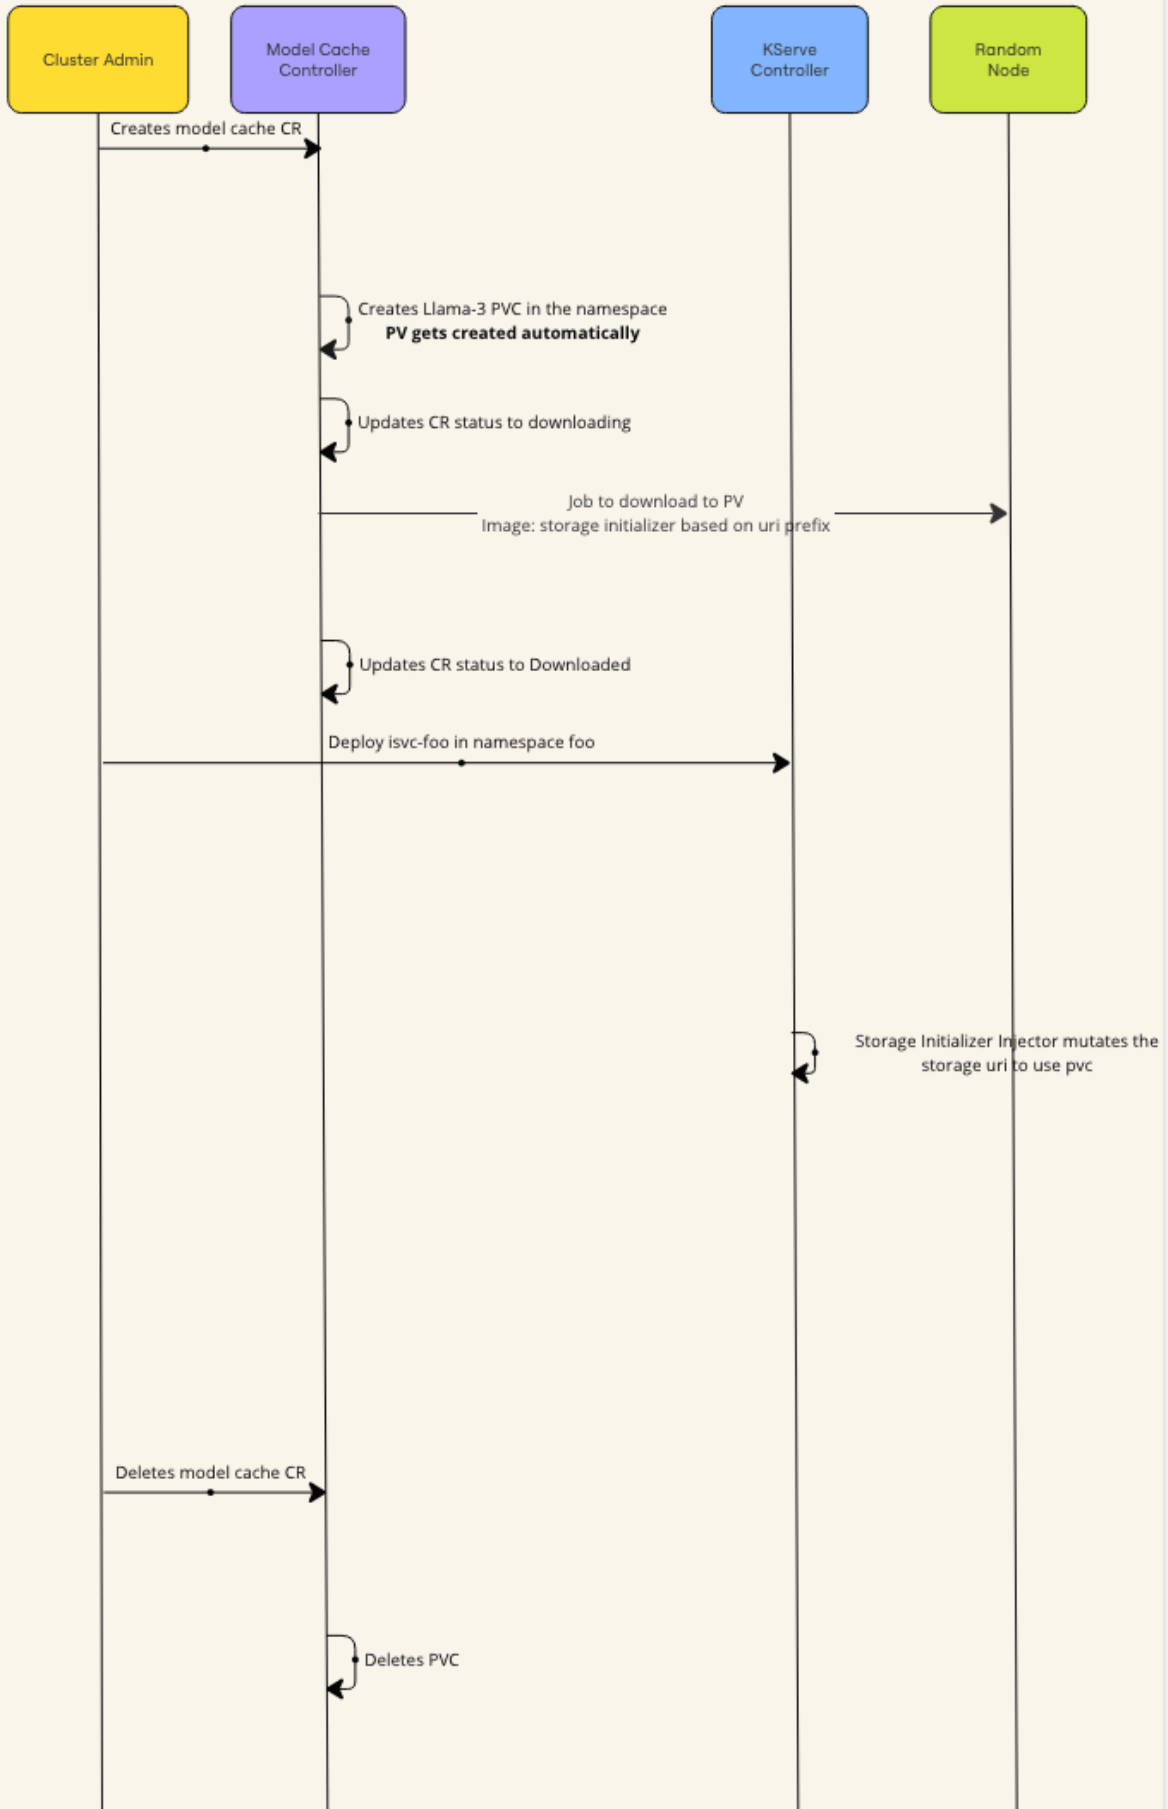 Cluster Admin
Model Cache
Controller
KServe
Controller
Random
Node
Creates model cache CR
Creates Llama-3 PVC in the namespace
PV gets created automatically
Updates CR status to downloading
Job to download to PV
Image: storage initializer based on uri prefix
Updates CR status to Downloaded
Deploy isvc-foo in namespace foo
Storage Initializer Injector mutates the
storage uri to use pvc
Deletes model cache CR
Deletes PVC